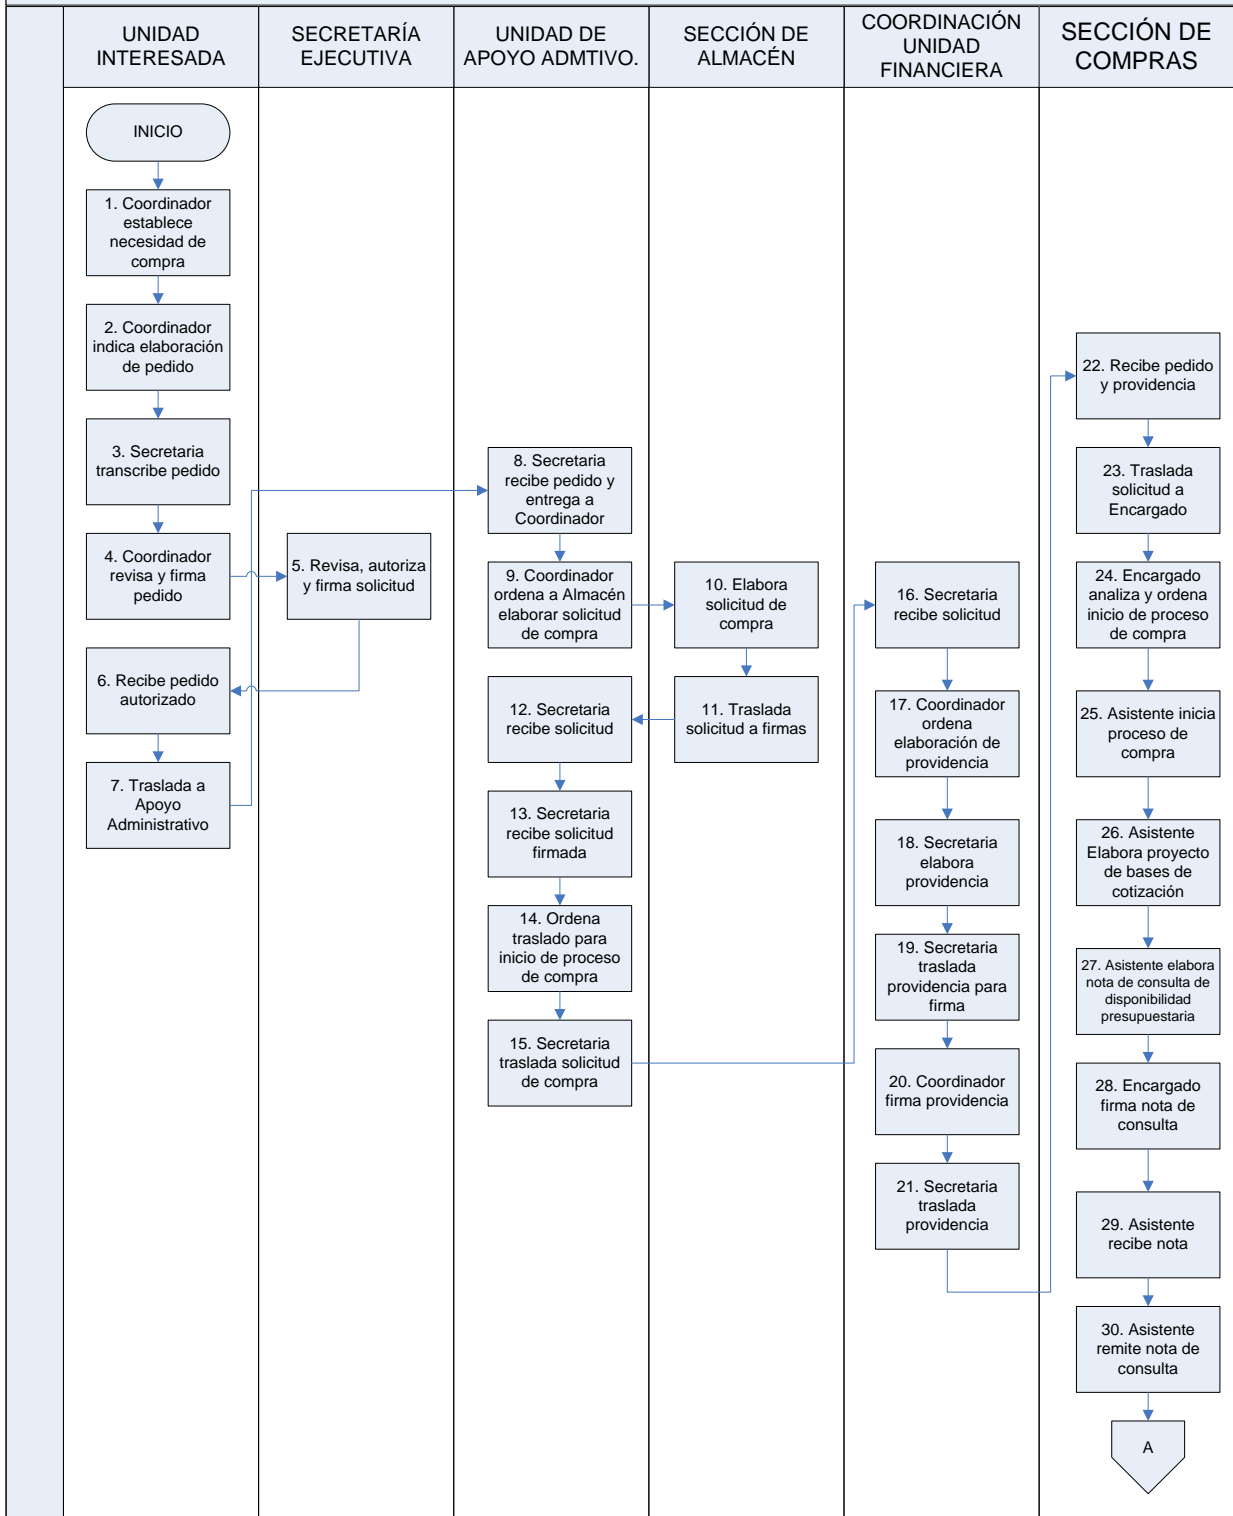 UNIDAD
INTERESADA
SECRETARÍA
EJECUTIVA
UNIDAD DE
APOYO ADMTIVO.
SECCIÓN DE
ALMACÉN
COORDINACIÓN
UNIDAD
FINANCIERA
SECCIÓN DE
COMPRAS
INICIO
1. Coordinador
establece
necesidad de
compra
2. Coordinador
indica elaboración
de pedido
3. Secretaria
transcribe pedido
4. Coordinador
revisa y firma
pedido
5. Revisa, autoriza
y firma solicitud
6. Recibe pedido
autorizado
7. Traslada a
Apoyo
Administrativo
8. Secretaria
recibe pedido y
entrega a
Coordinador
9. Coordinador
ordena a Almacén
elaborar solicitud
de compra
10. Elabora
solicitud de
compra
11. Traslada
solicitud a firmas
12. Secretaria
recibe solicitud
13. Secretaria
recibe solicitud
firmada
14. Ordena
traslado para
inicio de proceso
de compra
15. Secretaria
traslada solicitud
de compra
16. Secretaria
recibe solicitud
17. Coordinador
ordena
elaboración de
providencia
18. Secretaria
elabora
providencia
19. Secretaria
traslada
providencia para
firma
20. Coordinador
firma providencia
21. Secretaria
traslada
providencia
22. Recibe pedido
y providencia
23. Traslada
solicitud a
Encargado
24. Encargado
analiza y ordena
inicio de proceso
de compra
25. Asistente inicia
proceso de
compra
26. Asistente
Elabora proyecto
de bases de
cotización
27. Asistente elabora
nota de consulta de
disponibilidad
presupuestaria
28. Encargado
firma nota de
consulta
29. Asistente
recibe nota
30. Asistente
remite nota de
consulta
A